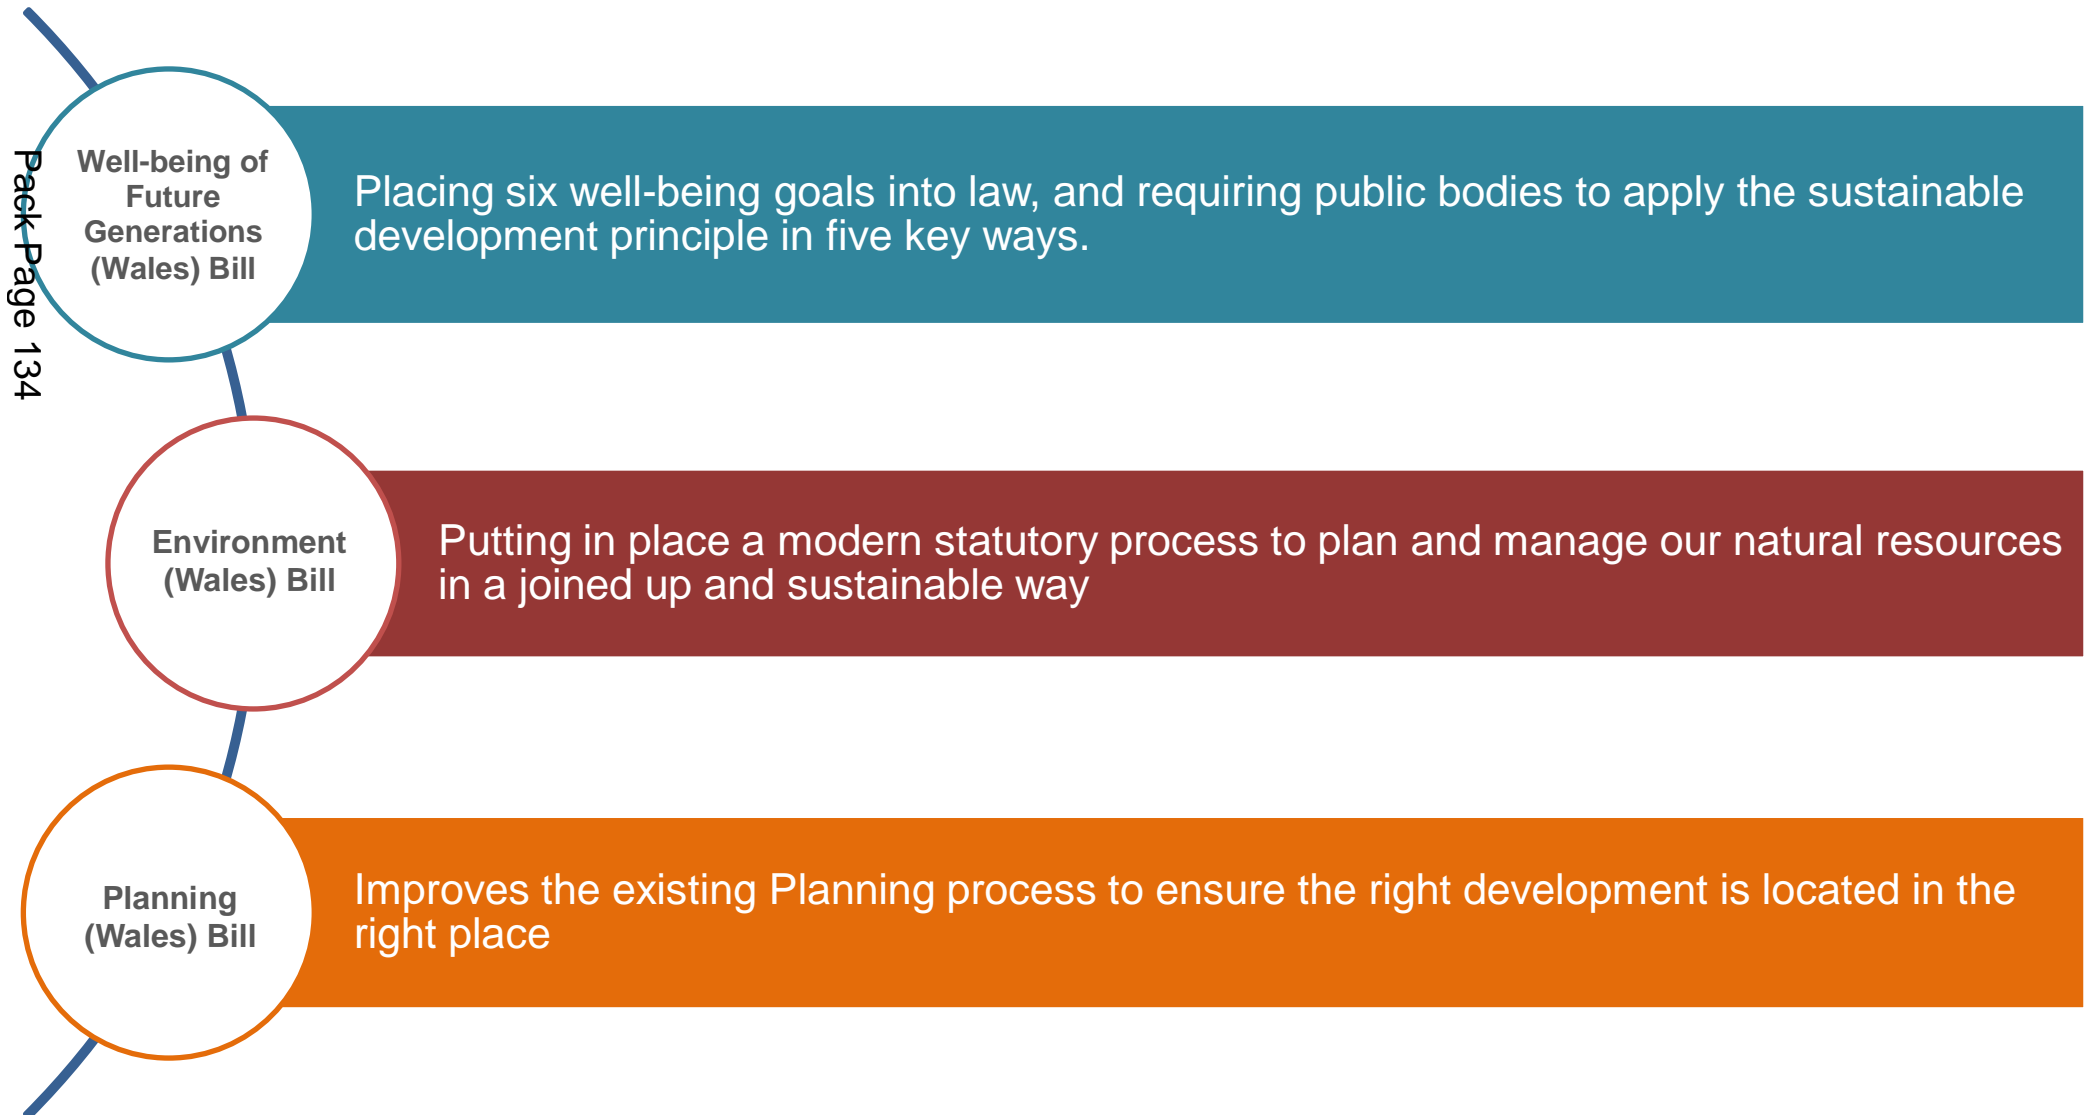 Well-being of
Future
Generations
(Wales) Bill
Placing six well-being goals into law, and requiring public bodies to apply the sustainable
development principle in five key ways.
Pack Page 134
Environment
(Wales) Bill
Putting in place a modern statutory process to plan and manage our natural resources
in a joined up and sustainable way
Planning
(Wales) Bill
Improves the existing Planning process to ensure the right development is located in the
right place